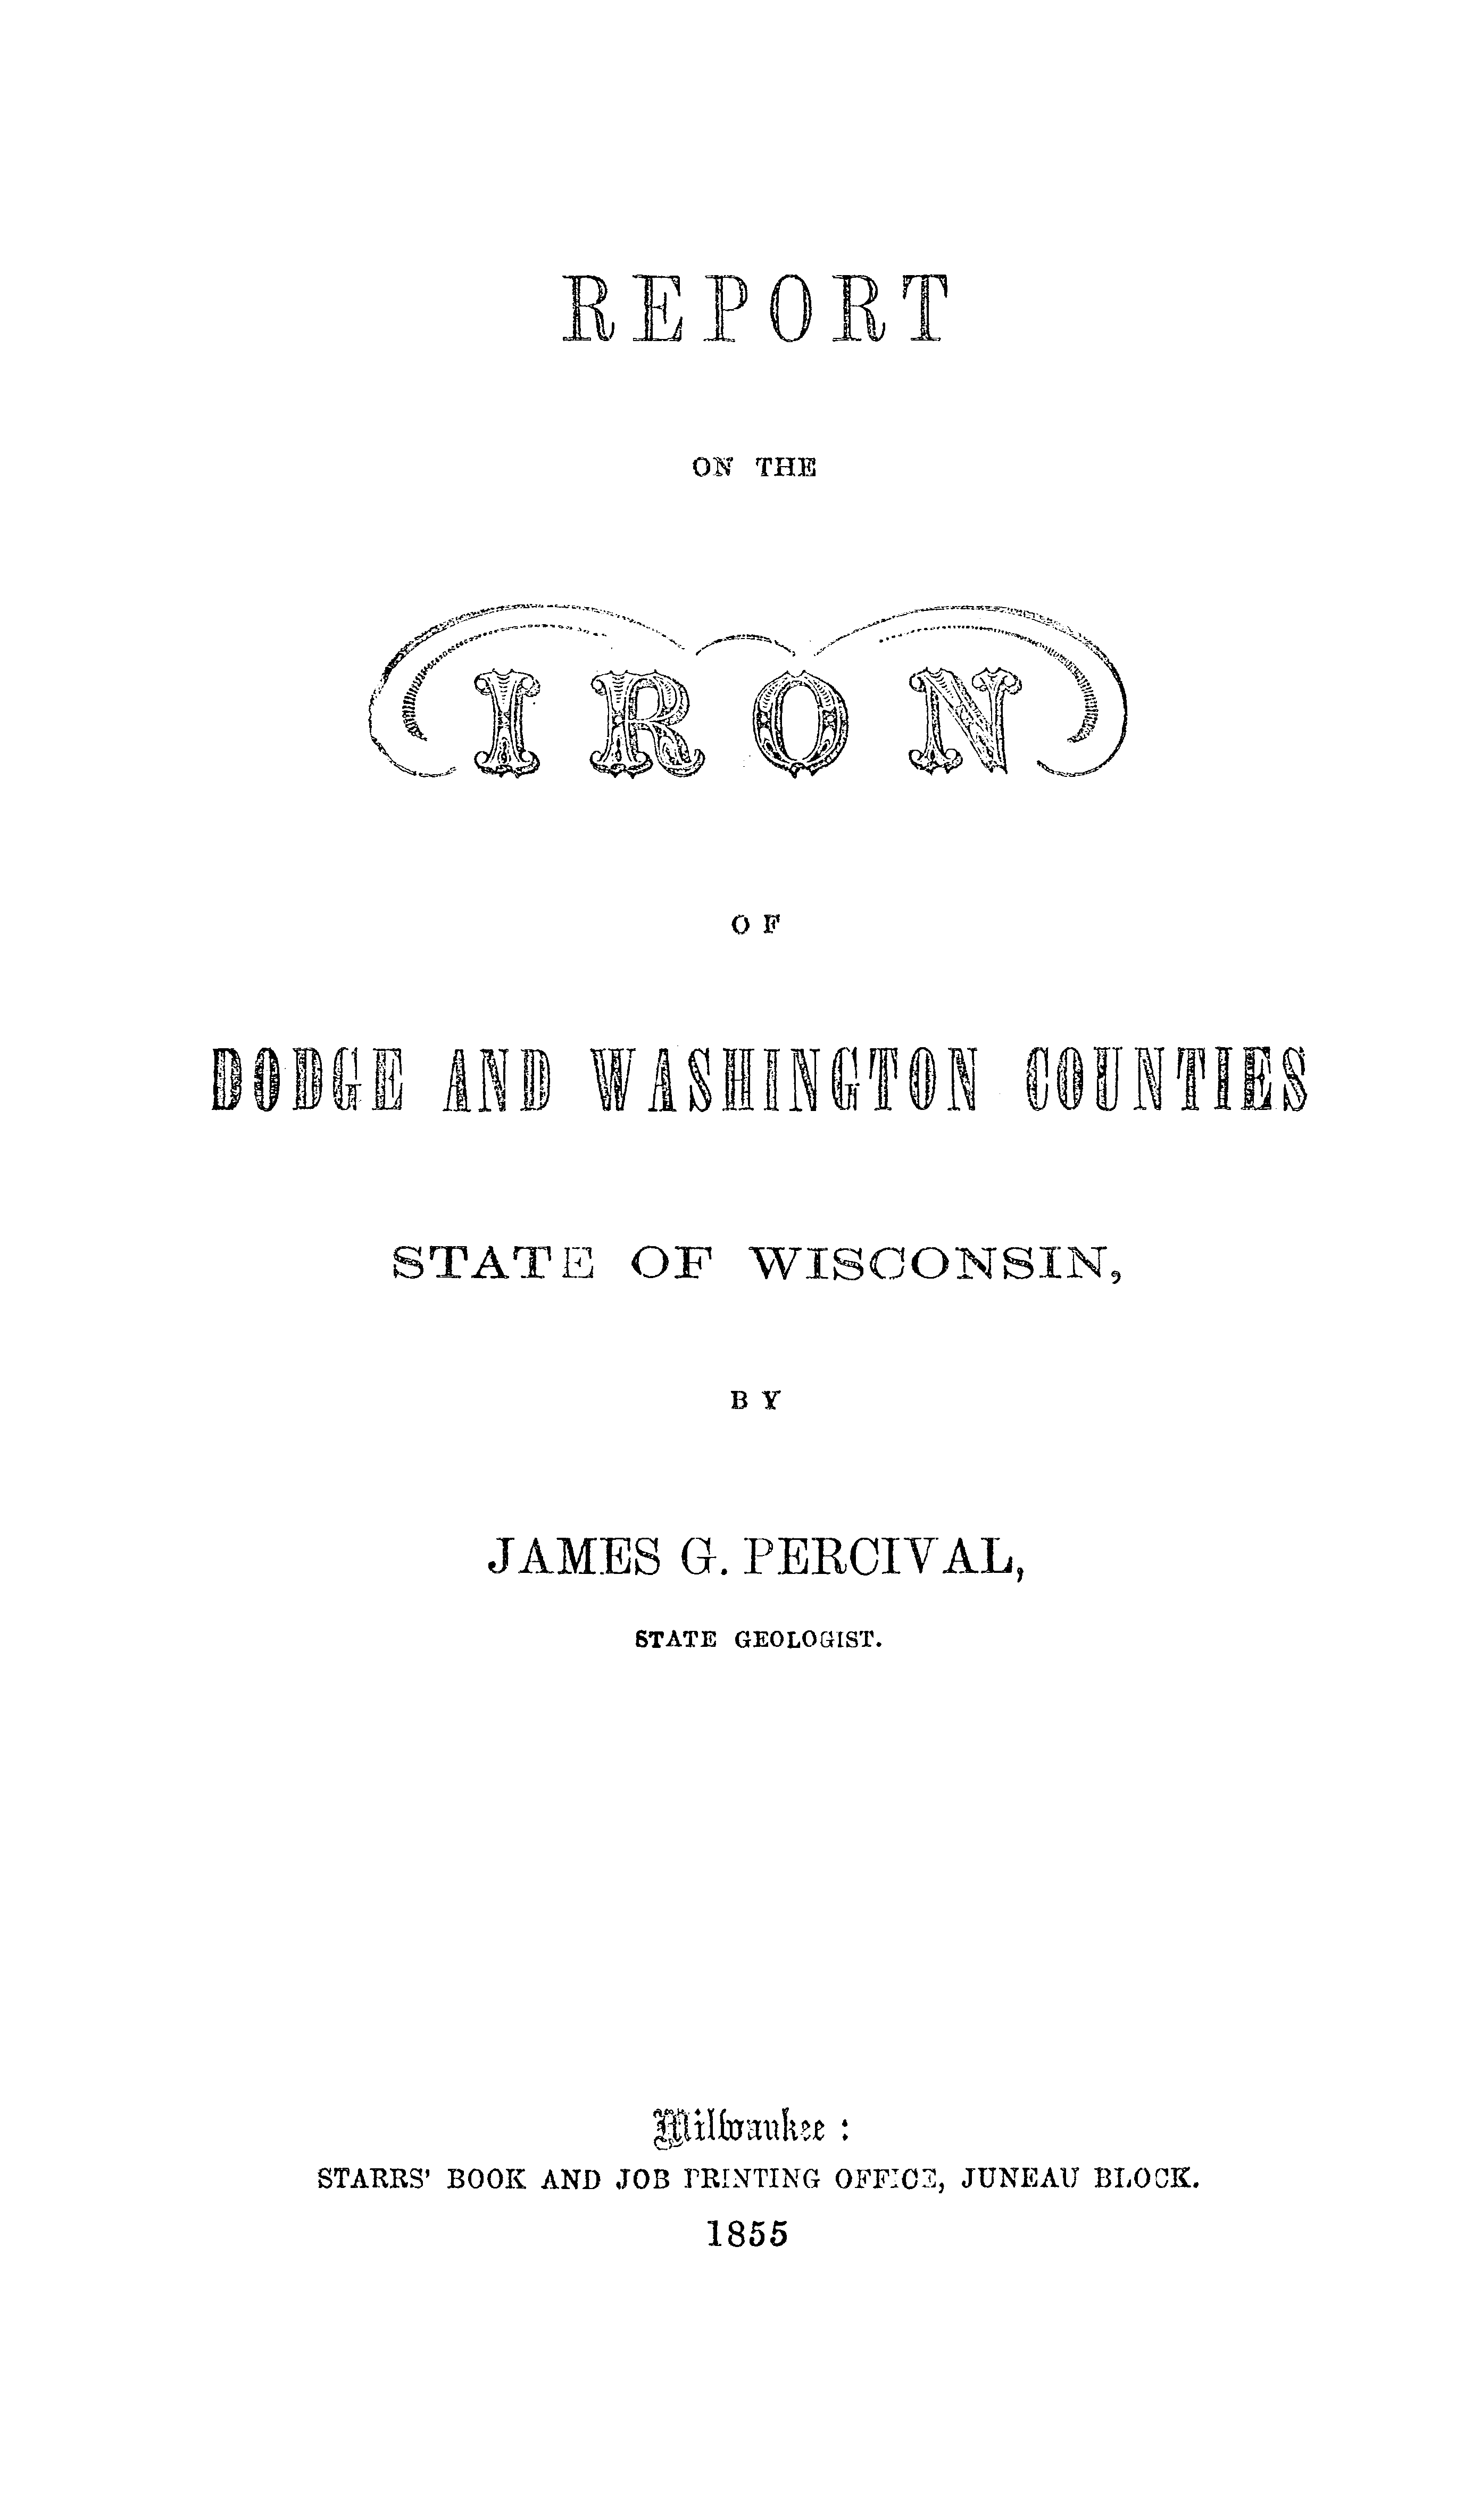 REPORT
ON THE
IRON
OF
DODGE AND WASHINGTON COUNTIES
STATE OF WISCONSIN,
BY
JAMES G. PERCIVAL,
STATE GEOLOGIST.
Milwaukee :
STARRS' BOOK AND JOB PRINTING OFFICE, JUNEAU BLOCK.
1855